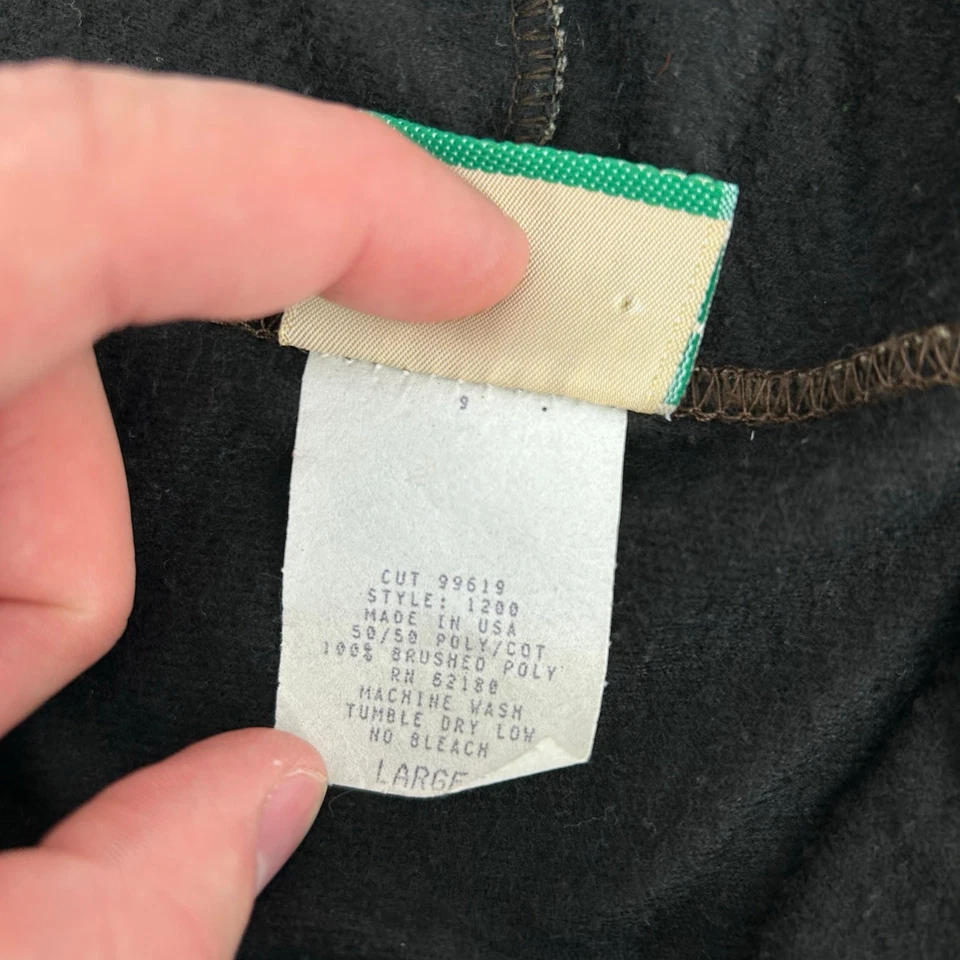 9
CUT 99619
STYLE: 1200
MADE IN USA
50/50 POLY/COT
100% BRUSHED POLY
RN 62180
MACHINE WASH
TUMBLE DRY LOW
NO BLEACH
LARGE